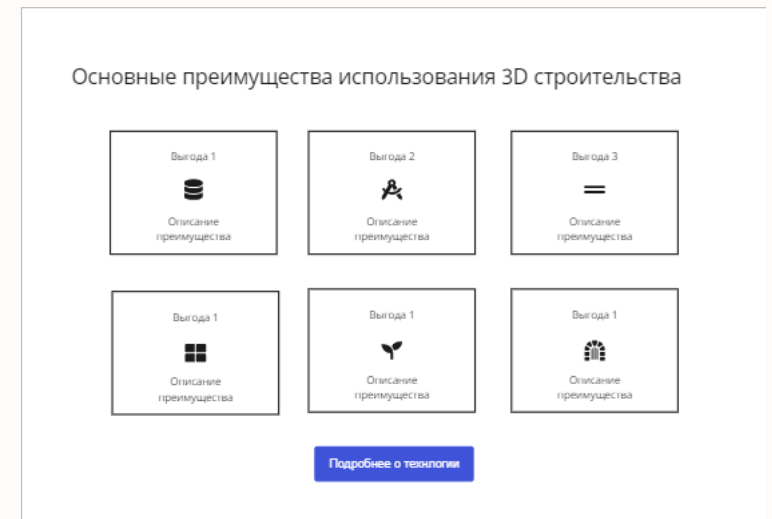 Основные преимущества использования 3D строительства
Выгода 1
Описание
преимущества
Выгода 2
Описание
преимущества
Выгода 3
Описание
преимущества
Выгода 1
Описание
преимущества
Выгода 1
Описание
преимущества
Выгода 1
Описание
преимущества
Подробнее о технлогии